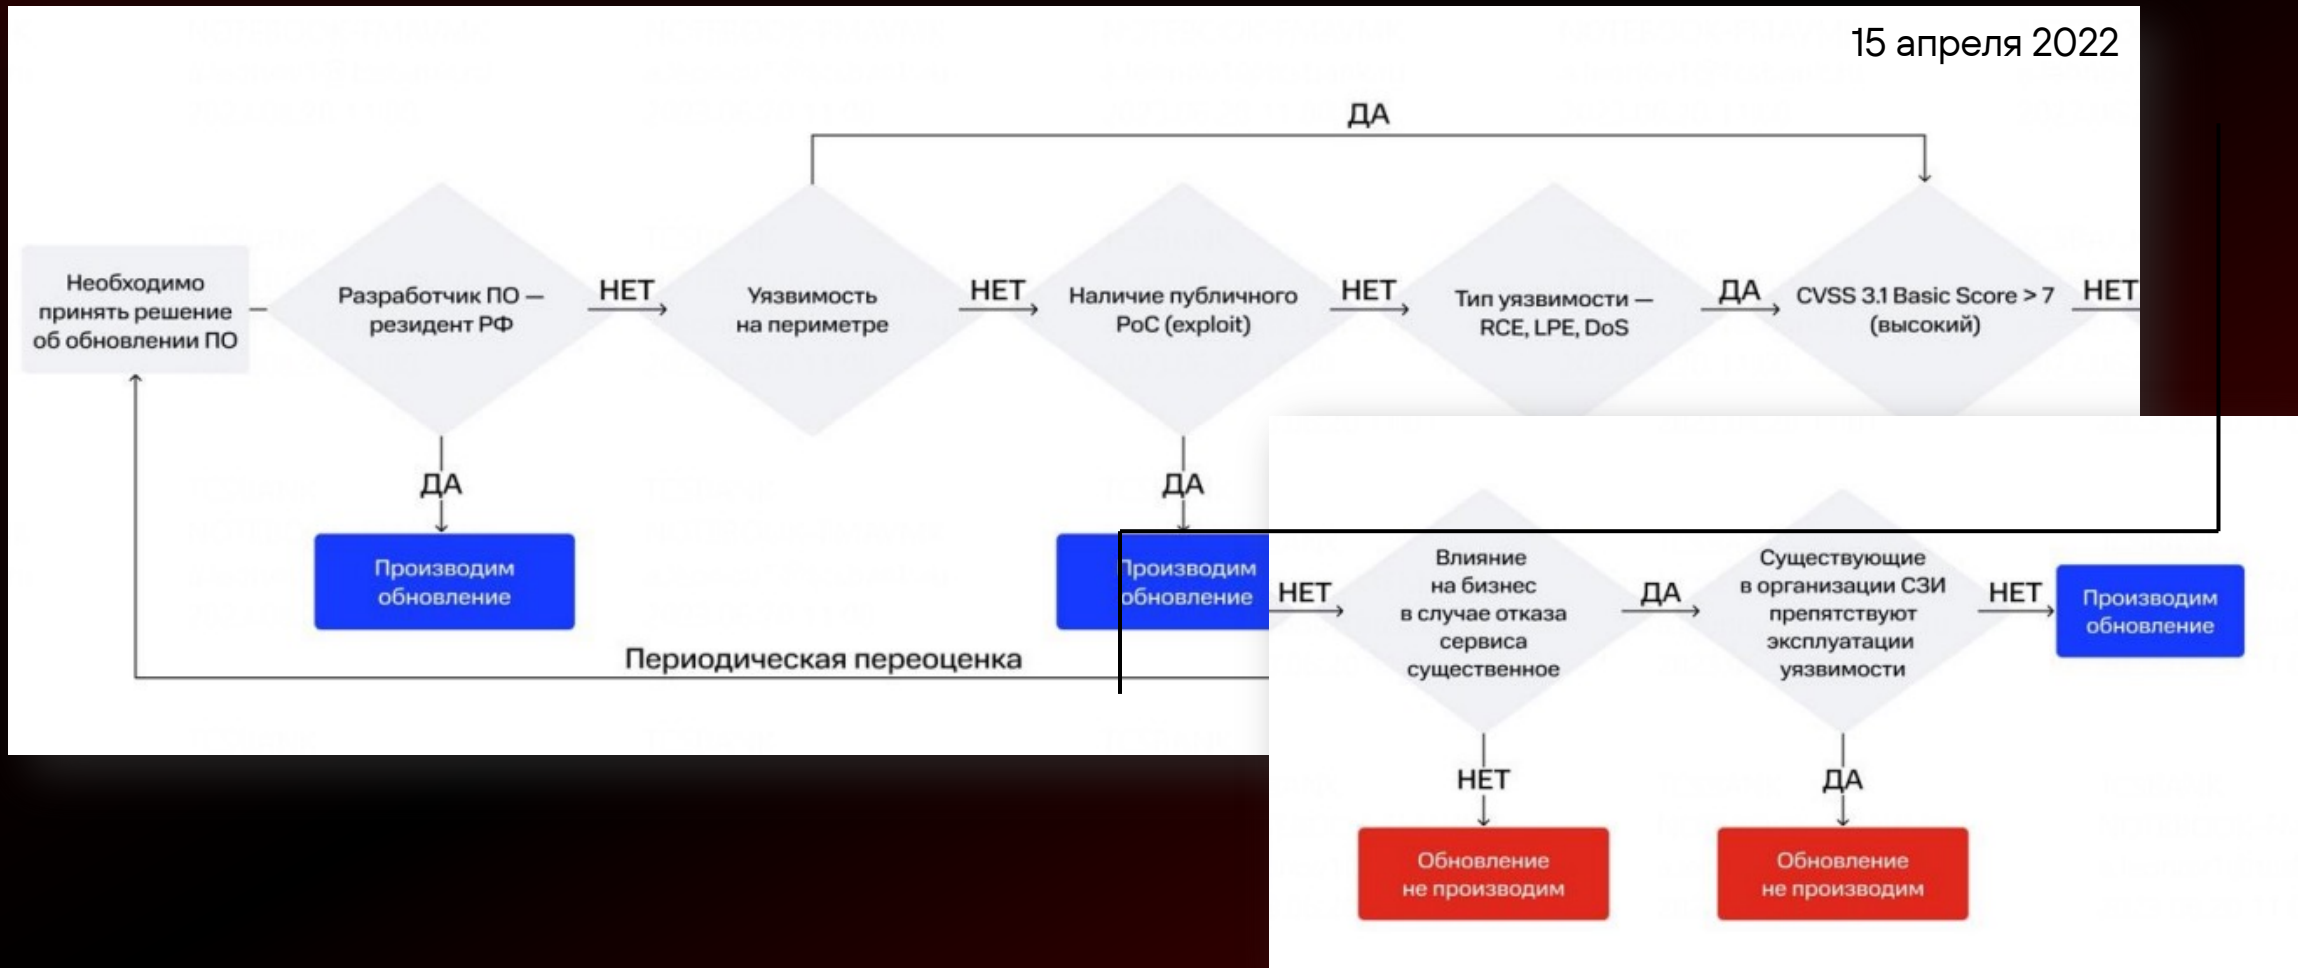 15 апреля 2022
ДА
Необходимо
принять решение
об обновлении ПО
Разработчик ПО —
резидент РФ
НЕТ
Уязвимость
на периметре
НЕТ
Наличие публичного
PoC (exploit)
НЕТ
Тип уязвимости —
RCE, LPE, DoS
ДА
CVSS 3.1 Basic Score > 7
(высокий)
НЕТ
ДА
Производим
обновление
ДА
Производим
обновление
Периодическая переоценка
НЕТ
Влияние
на бизнес
в случае отказа
сервиса
существенное
ДА
Существующие
в организации СЗИ
препятствуют
эксплуатации
уязвимости
НЕТ
Производим
обновление
НЕТ
Обновление
не производим
ДА
Обновление
не производим